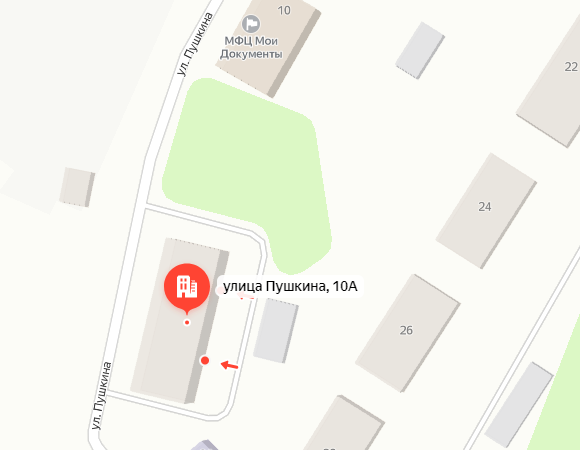 10
МФЦ Мои
Документы
ул. Пушкина
22
24
улица Пушкина, 10А
26
ул. Пушкина